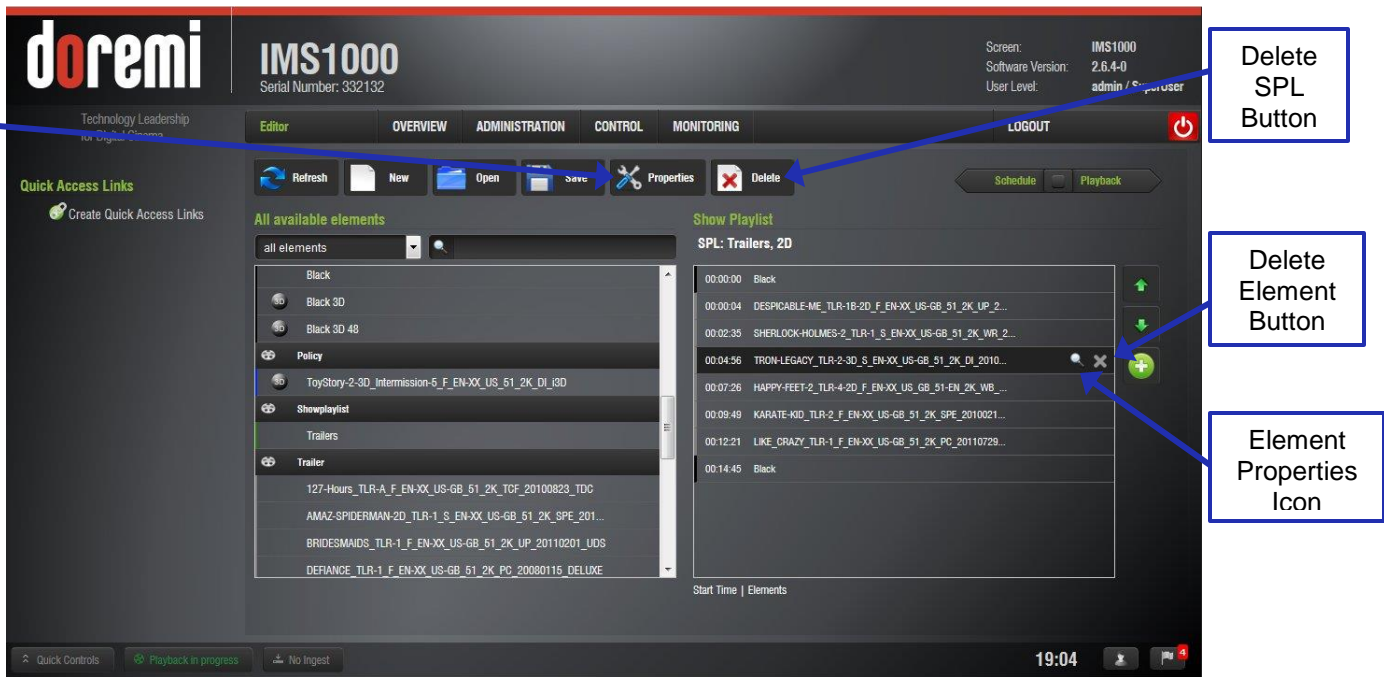 doremi
Technology Leadership
for Digital Cinema
IMS1000
Serial Number: 332132
Screen: IMS1000
Software Version: 2.6.4-0
User Level: admin / SuperUser
Editor OVERVIEW ADMINISTRATION CONTROL MONITORING LOGOUT
Quick Access Links
Create Quick Access Links
Refresh New Open Save Properties Delete
Schedule Playback
All available elements
all elements
Black
3D Black 3D
3D Black 3D 48
Policy
3D ToyStory-2-3D_Intermission-5_F_EN-XX_US_51_2K_DI_i3D
Showplaylist
Trailers
Trailer
127-Hours_TLR-A_F_EN-XX_US-GB_51_2K_TCF_20100823_TDC
AMAZ-SPIDERMAN-2D_TLR-1_S_EN-XX_US-GB_51_2K_SPE_201...
BRIDESMAIDS_TLR-1_F_EN-XX_US-GB_51_2K_UP_20110201_UDS
DEFIANCE_TLR-1_F_EN-XX_US-GB_51_2K_PC_20080115_DELUXE
Show Playlist
SPL: Trailers, 2D
00:00:00 Black
00:00:04 DESPICABLE-ME_TLR-1B-2D_F_EN-XX_US-GB_51_2K_UP_2...
00:02:35 SHERLOCK-HOLMES-2_TLR-1_S_EN-XX_US-GB_51_2K_WR_2...
00:04:56 TRON-LEGACY_TLR-2-3D_S_EN-XX_US-GB_51_2K_DI_2010...
00:07:26 HAPPY-FEET-2_TLR-4-2D_F_EN-XX_US_GB_51-EN_2K_WB_...
00:09:49 KARATE-KID_TLR-2_F_EN-XX_US-GB_51_2K_SPE_2010021...
00:12:21 LIKE_CRAZY_TLR-1_F_EN-XX_US-GB_51_2K_PC_20110729...
00:14:45 Black
Start Time | Elements
Quick Controls Playback in progress No Ingest 19:04 4
Delete
SPL
Button
Delete
Element
Button
Element
Properties
Icon